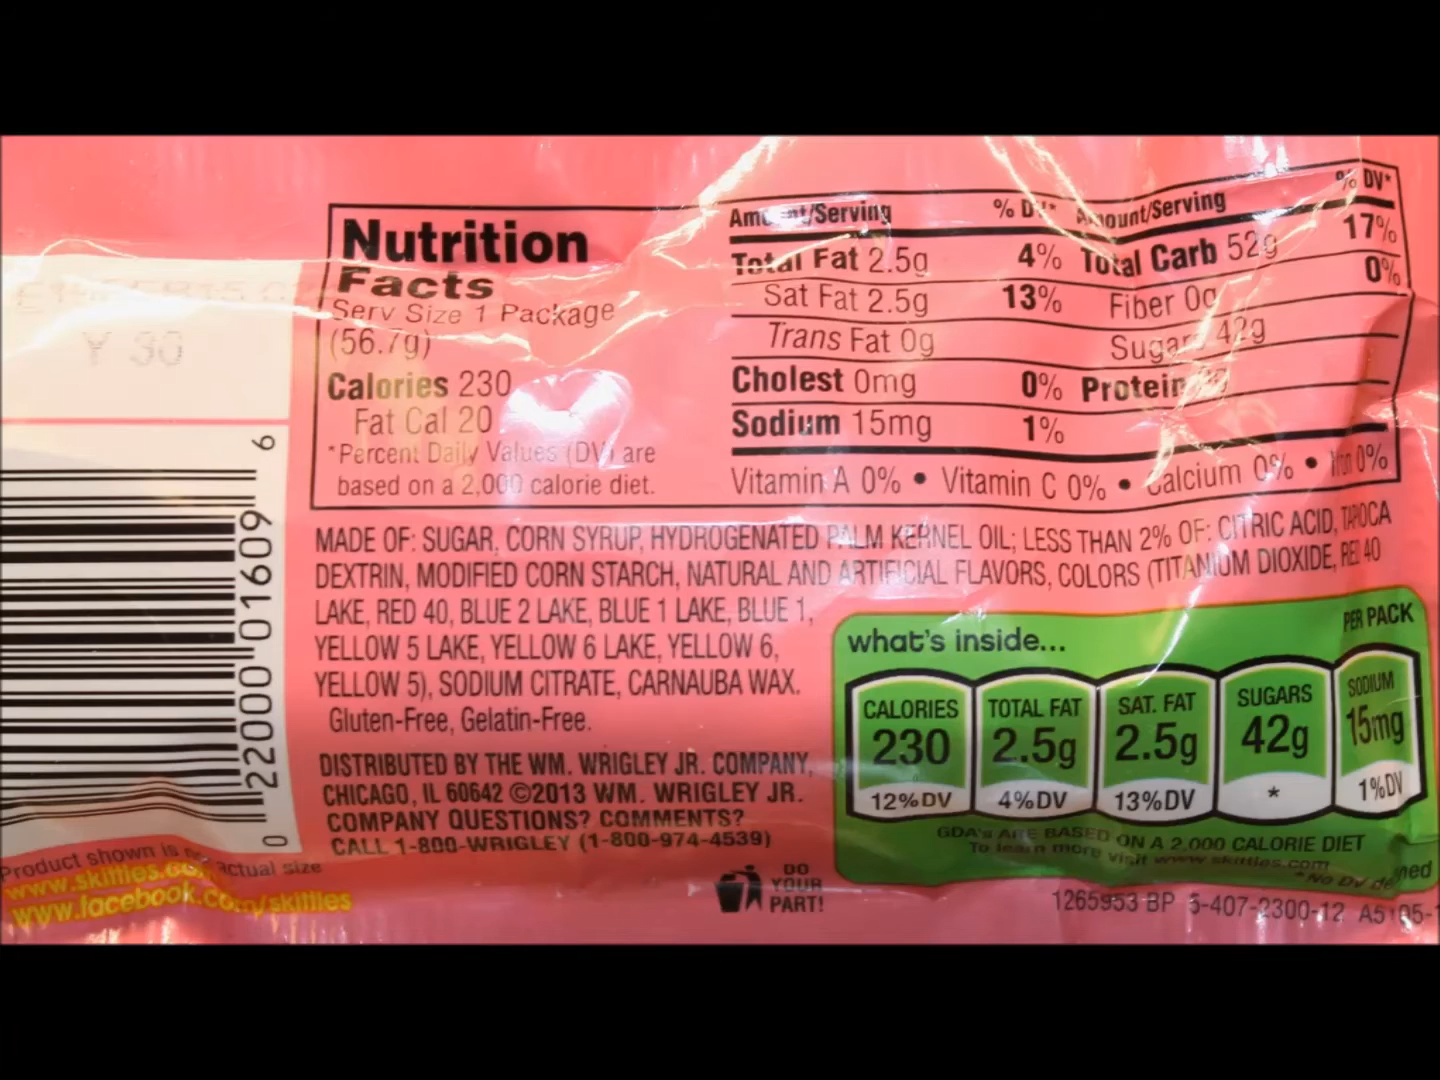 Nutrition
Facts
Serv Size 1 Package
(56.7g)
Calories 230
Fat Cal 20
*Percent Daily Values (DV) are
based on a 2,000 calorie diet.
Amount/Serving % DV* Amount/Serving % DV*
Total Fat 2.5g 4% Total Carb 52g 17%
Sat Fat 2.5g 13% Fiber 0g 0%
Trans Fat 0g Sugars 42g
Cholest 0mg 0% Protein
Sodium 15mg 1%
Vitamin A 0% • Vitamin C 0% • Calcium 0% • Iron 0%
Y 30
0 22000 01609 6
MADE OF: SUGAR, CORN SYRUP, HYDROGENATED PALM KERNEL OIL; LESS THAN 2% OF: CITRIC ACID, TAPIOCA
DEXTRIN, MODIFIED CORN STARCH, NATURAL AND ARTIFICIAL FLAVORS, COLORS (TITANIUM DIOXIDE, RED 40
LAKE, RED 40, BLUE 2 LAKE, BLUE 1 LAKE, BLUE 1,
YELLOW 5 LAKE, YELLOW 6 LAKE, YELLOW 6,
YELLOW 5), SODIUM CITRATE, CARNAUBA WAX.
Gluten-Free, Gelatin-Free.
DISTRIBUTED BY THE WM. WRIGLEY JR. COMPANY,
CHICAGO, IL 60642 ©2013 WM. WRIGLEY JR.
COMPANY QUESTIONS? COMMENTS?
CALL 1-800-WRIGLEY (1-800-974-4539)
what's inside...
PER PACK
CALORIES TOTAL FAT SAT. FAT SUGARS SODIUM
230 2.5g 2.5g 42g 15mg
12%DV 4%DV 13%DV * 1%DV
GDA's ARE BASED ON A 2,000 CALORIE DIET
To learn more visit www.skittles.com
*No DV defined
Product shown is not actual size
www.skittles.com
www.facebook.com/skittles
DO
YOUR
PART!
1265953 BP 5-407-2300-12